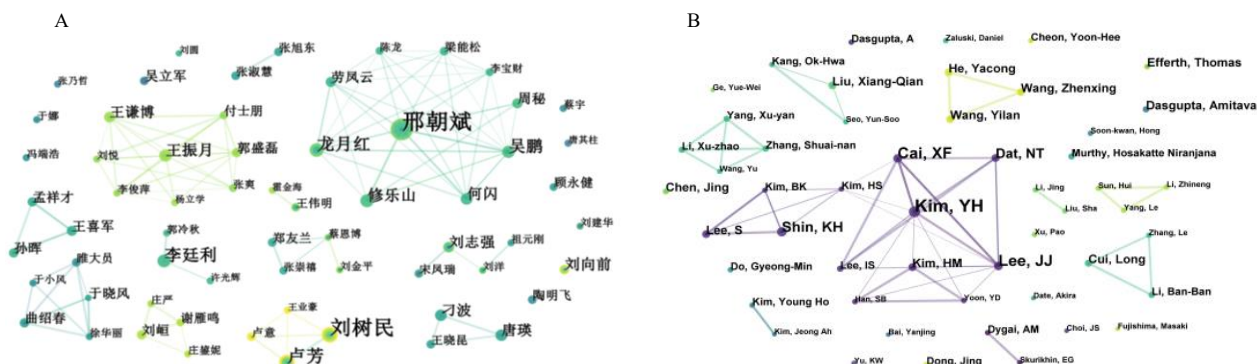 A
刘圆
张旭东
张乃哲
吴立军
张淑慧
陈龙
梁能松
李宝财
劳凤云
周秘
蔡宇
于娜
王谦博
付士朋
邢朝斌
唐其柱
冯端浩
刘悦
王振月
郭盛磊
龙月红
吴鹏
李俊萍
杨立学
张爽
霍金海
王伟明
修乐山
何闪
顾永健
孟祥才
王喜军
孙晖
郭冷秋
李廷利
许光辉
郑友兰
蔡恩博
张崇禧
刘金平
刘志强
祖元刚
宋凤瑞
刘洋
刘建华
刘向前
陶明飞
雎大员
于小风
于晓风
曲绍春
徐华丽
庄严
刘岖
谢雁鸣
庄鉴妮
王业豪
卢意
刘树民
卢芳
刁波
王晓昆
唐瑛
B
Dasgupta, A
Zaluski, Daniel
Cheon, Yoon-Hee
Kang, Ok-Hwa
Liu, Xiang-Qian
He, Yacong
Efferth, Thomas
Ge, Yue-Wei
Wang, Zhenxing
Seo, Yun-Soo
Wang, Yilan
Dasgupta, Amitava
Yang, Xu-yan
Soon-kwan, Hong
Li, Xu-zhao
Zhang, Shuai-nan
Wang, Yu
Cai, XF
Dat, NT
Murthy, Hosakatte Niranjana
Chen, Jing
Kim, BK
Kim, HS
Li, Jing
Sun, Hui
Li, Zhineng
Kim, YH
Liu, Sha
Yang, Le
Lee, S
Shin, KH
Xu, Pao
Zhang, Le
Do, Gyeong-Min
Lee, IS
Kim, HM
Lee, JJ
Cui, Long
Kim, Young Ho
Han, SB
Yoon, YD
Date, Akira
Li, Ban-Ban
Kim, Jeong Ah
Bai, Yanjing
Dygai, AM
Choi, JS
Fujishima, Masaki
Yu, KW
Dong, Jing
Skurikhin, EG